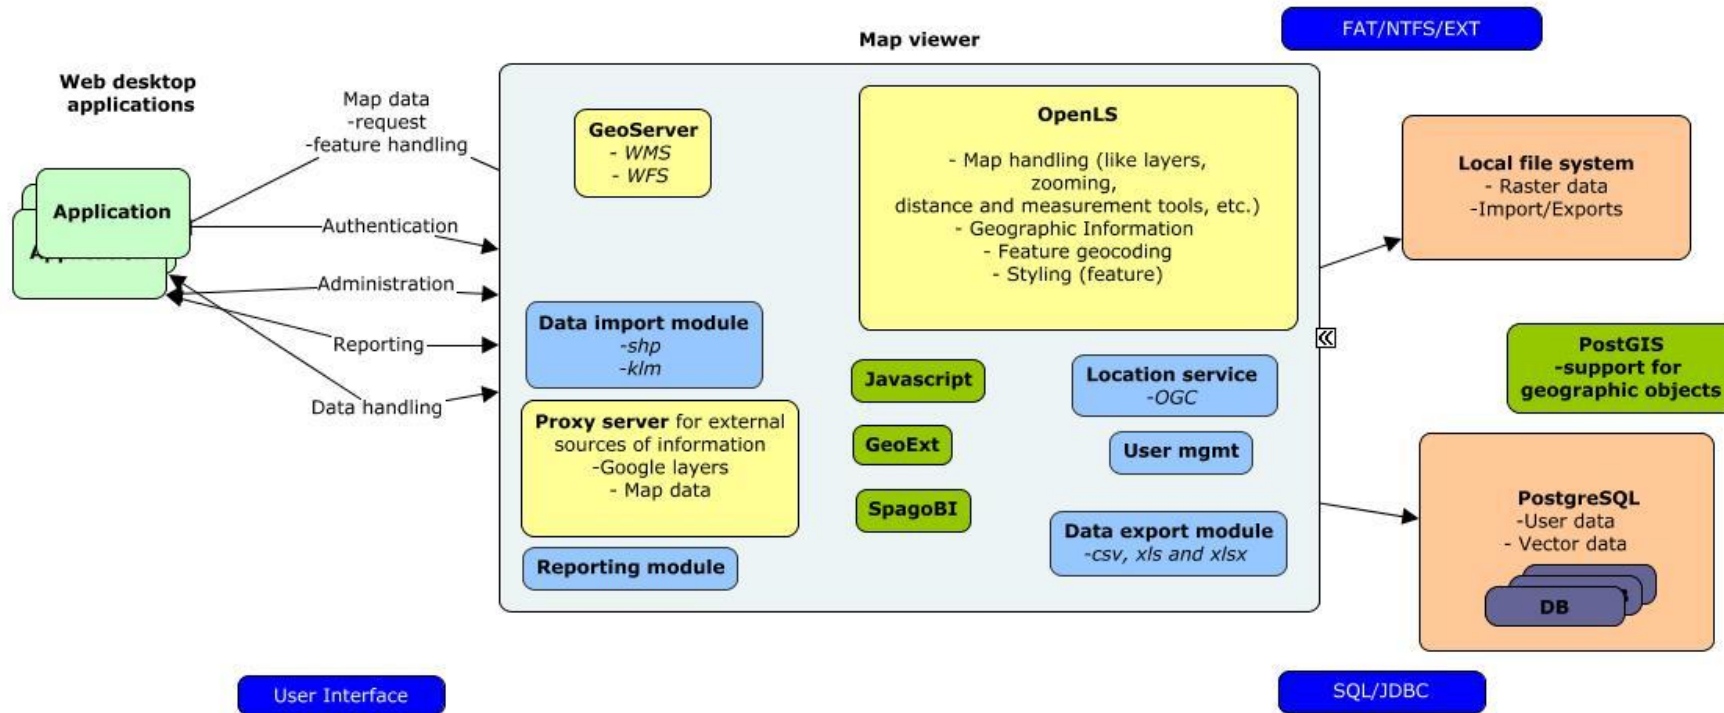 FAT/NTFS/EXT
Map viewer
Web desktop
applications
Map data
-request
-feature handling
Authentication
Administration
Reporting
Data handling
Application
GeoServer
- WMS
- WFS
OpenLS
- Map handling (like layers,
zooming,
distance and measurement tools, etc.)
- Geographic Information
- Feature geocoding
- Styling (feature)
Data import module
-shp
-klm
Proxy server for external
sources of information
-Google layers
- Map data
Reporting module
Javascript
GeoExt
SpagoBI
Location service
-OGC
User mgmt
Data export module
-csv, xls and xlsx
Local file system
- Raster data
-Import/Exports
PostGIS
-support for
geographic objects
PostgreSQL
-User data
- Vector data
DB
User Interface
SQL/JDBC